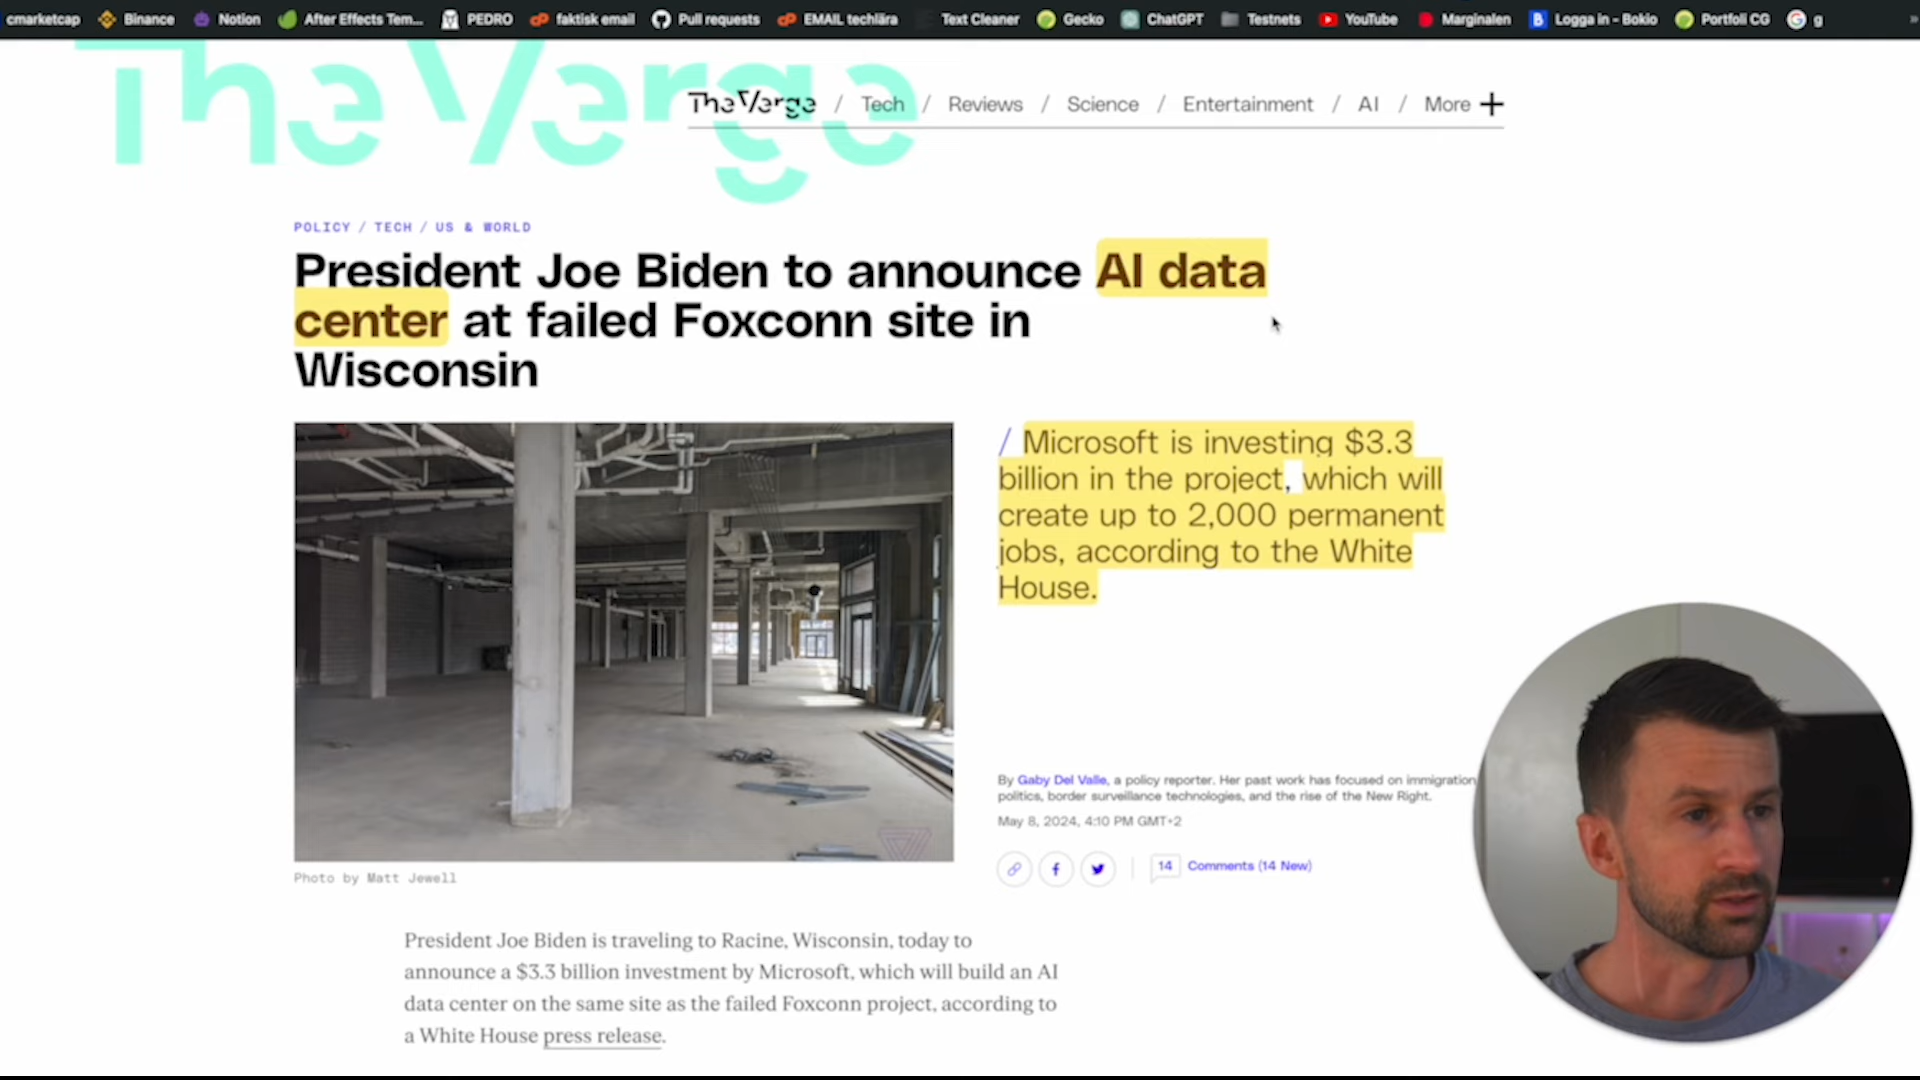 cmarketcap Binance Notion After Effects Tem... PEDRO faktisk email Pull requests EMAIL techlära Text Cleaner Gecko ChatGPT Testnets YouTube Marginalen Logga in - Bokio Portfoli CG g »
The Verge
The Verge / Tech / Reviews / Science / Entertainment / AI / More +
POLICY / TECH / US & WORLD
President Joe Biden to announce AI data
center at failed Foxconn site in
Wisconsin
/ Microsoft is investing $3.3
billion in the project, which will
create up to 2,000 permanent
jobs, according to the White
House.
By Gaby Del Valle, a policy reporter. Her past work has focused on immigration
politics, border surveillance technologies, and the rise of the New Right.
May 8, 2024, 4:10 PM GMT+2
14 Comments (14 New)
Photo by Matt Jewell
President Joe Biden is traveling to Racine, Wisconsin, today to
announce a $3.3 billion investment by Microsoft, which will build an AI
data center on the same site as the failed Foxconn project, according to
a White House press release.